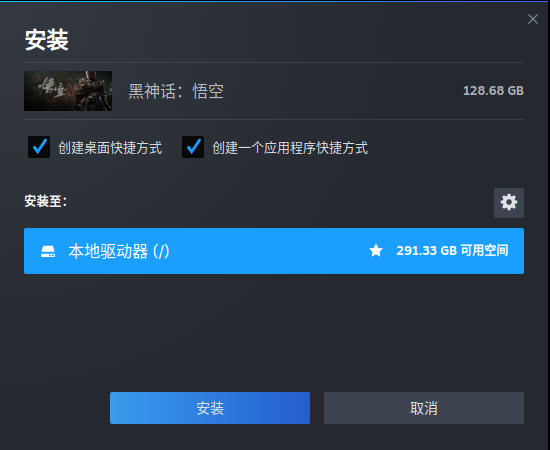 安装
悟空
黑神话：悟空
128.68 GB
创建桌面快捷方式
创建一个应用程序快捷方式
安装至：
本地驱动器 (/)
291.33 GB 可用空间
安装
取消